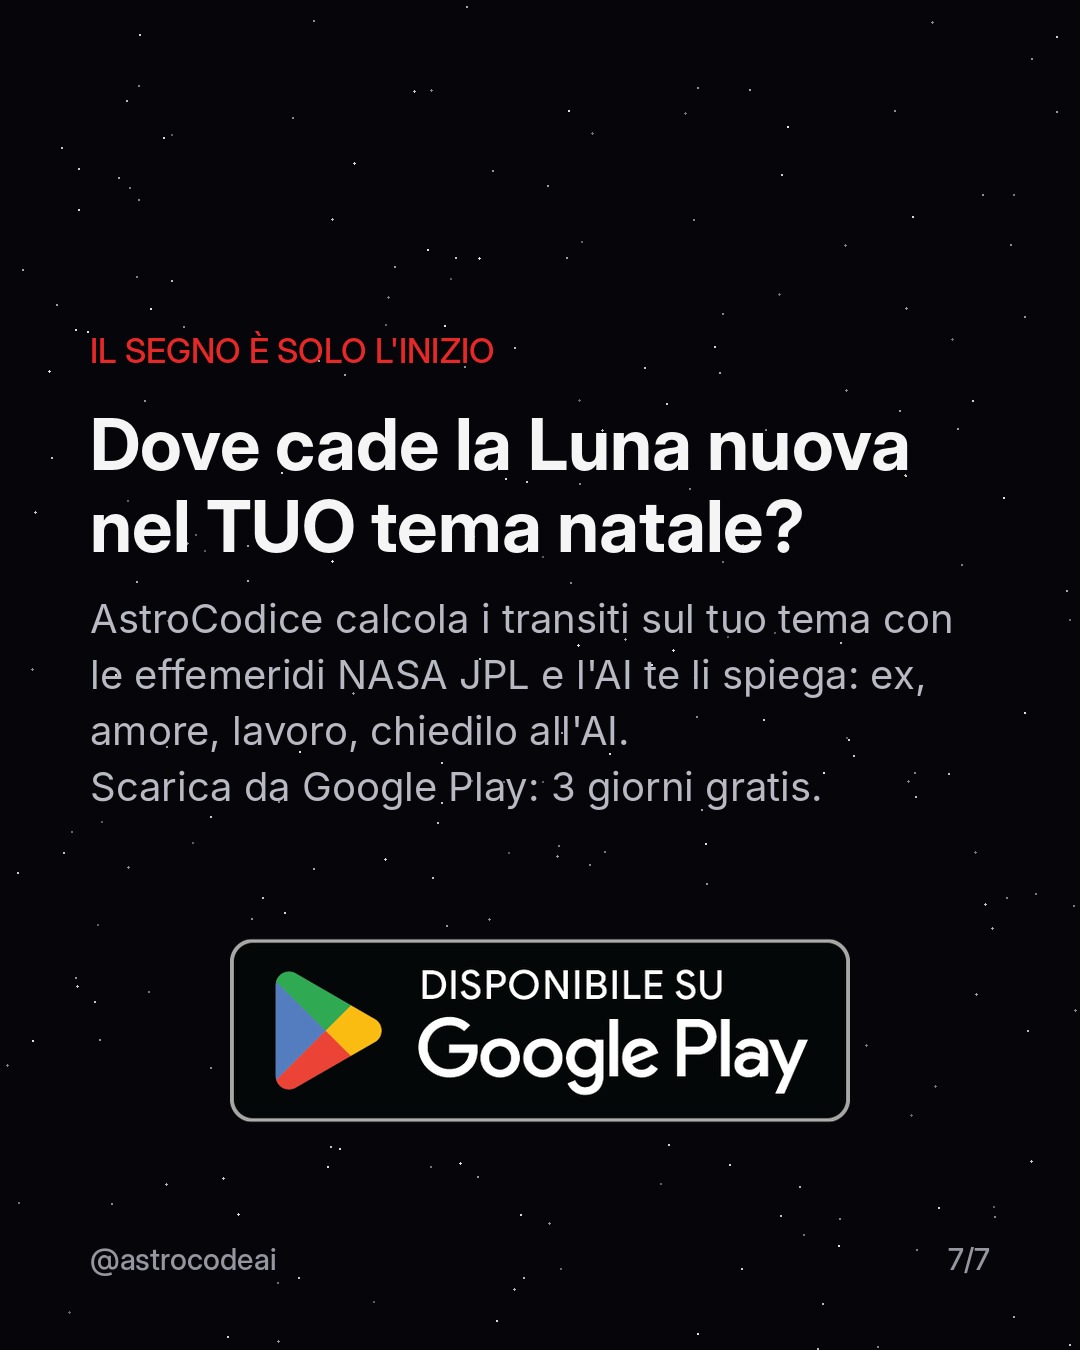 IL SEGNO È SOLO L'INIZIO
Dove cade la Luna nuova
nel TUO tema natale?
AstroCodice calcola i transiti sul tuo tema con
le effemeridi NASA JPL e l'AI te li spiega: ex,
amore, lavoro, chiedilo all'AI.
Scarica da Google Play: 3 giorni gratis.
DISPONIBILE SU
Google Play
@astrocodeai
7/7